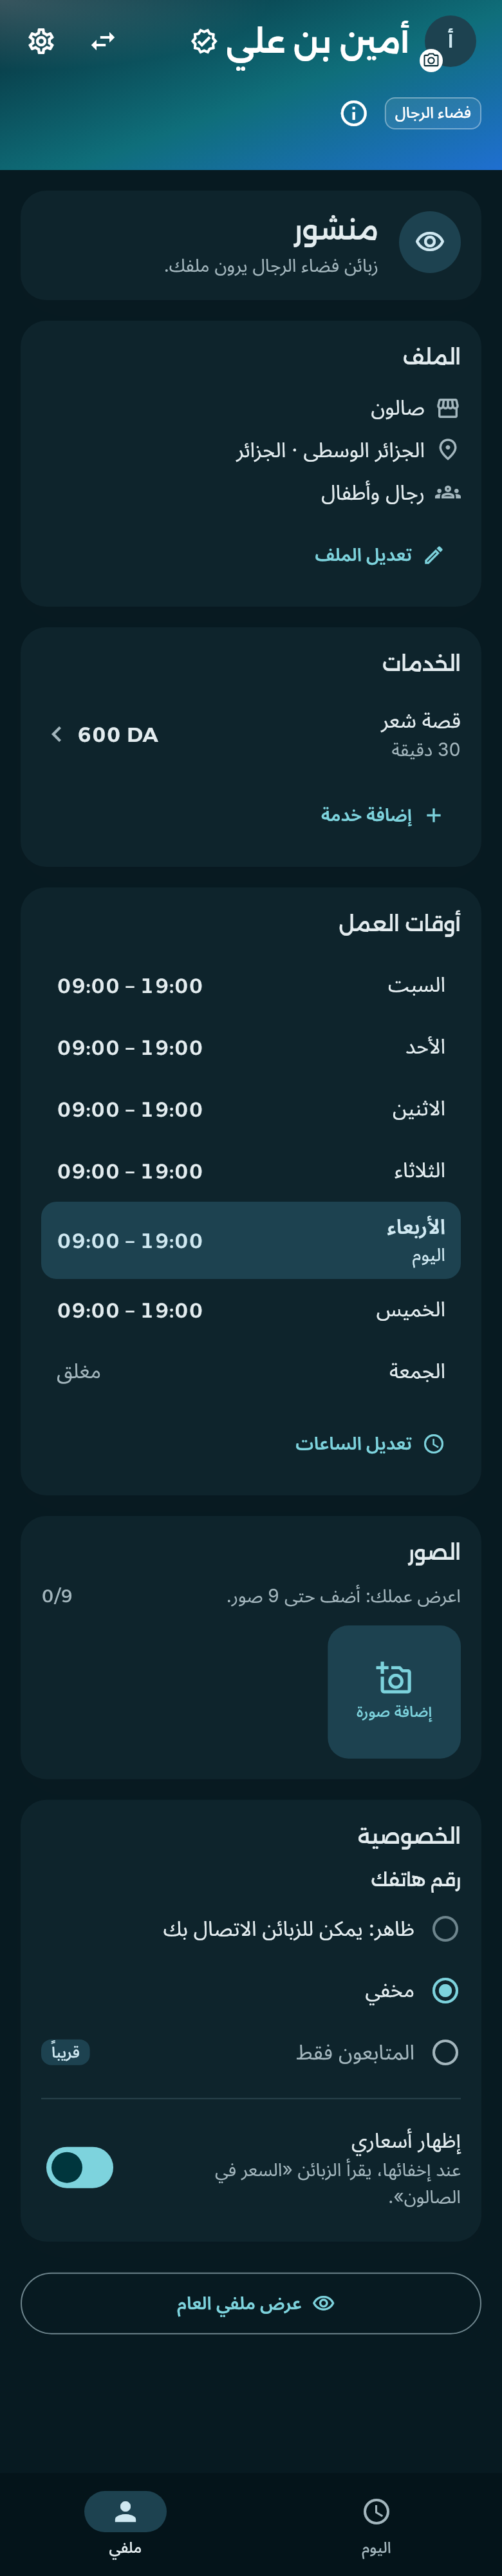 أ
أمين بن علي
فضاء الرجال
منشور
زبائن فضاء الرجال يرون ملفك.
الملف
صالون
الجزائر الوسطى · الجزائر
رجال وأطفال
تعديل الملف
الخدمات
قصة شعر
600 DA
30 دقيقة
إضافة خدمة
أوقات العمل
السبت 09:00 – 19:00
الأحد 09:00 – 19:00
الاثنين 09:00 – 19:00
الثلاثاء 09:00 – 19:00
الأربعاء 09:00 – 19:00
اليوم
الخميس 09:00 – 19:00
الجمعة مغلق
تعديل الساعات
الصور
اعرض عملك: أضف حتى 9 صور. 0/9
إضافة صورة
الخصوصية
رقم هاتفك
ظاهر: يمكن للزبائن الاتصال بك
مخفي
المتابعون فقط قريباً
إظهار أسعاري
عند إخفائها، يقرأ الزبائن «السعر في
الصالون».
عرض ملفي العام
اليوم
ملفي